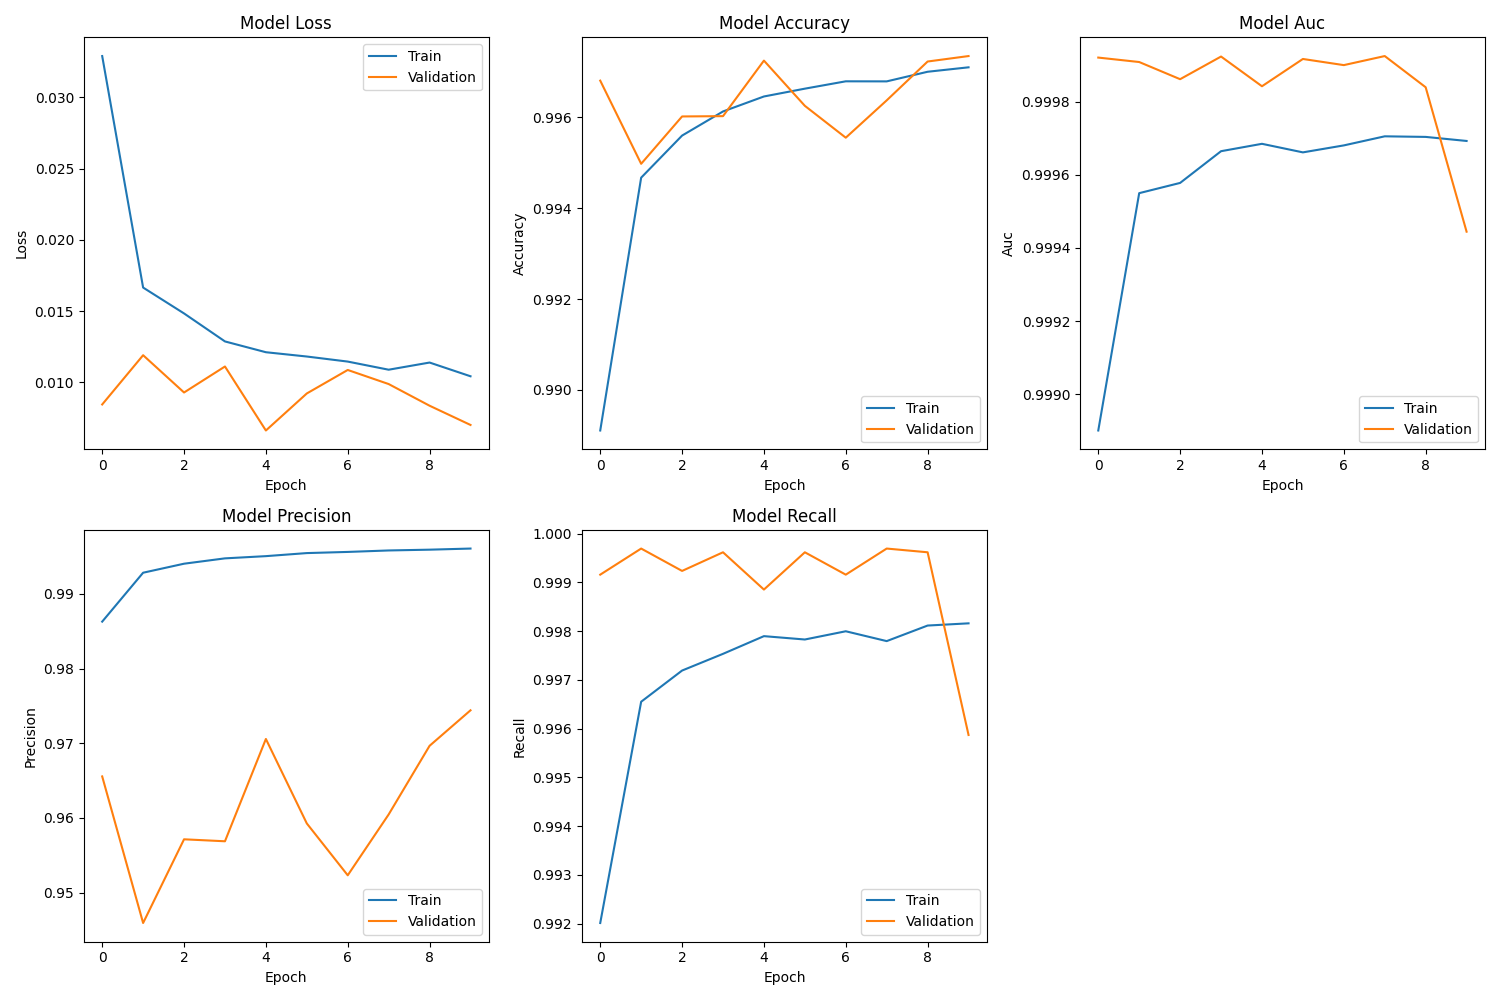 Model Loss
Train
Validation
0.030
0.025
0.020
0.015
0.010
Loss
0 2 4 6 8
Epoch
Model Accuracy
0.996
0.994
0.992
0.990
Accuracy
Train
Validation
0 2 4 6 8
Epoch
Model Auc
0.9998
0.9996
0.9994
0.9992
0.9990
Auc
Train
Validation
0 2 4 6 8
Epoch
Model Precision
0.99
0.98
0.97
0.96
0.95
Precision
Train
Validation
0 2 4 6 8
Epoch
Model Recall
1.000
0.999
0.998
0.997
0.996
0.995
0.994
0.993
0.992
Recall
Train
Validation
0 2 4 6 8
Epoch